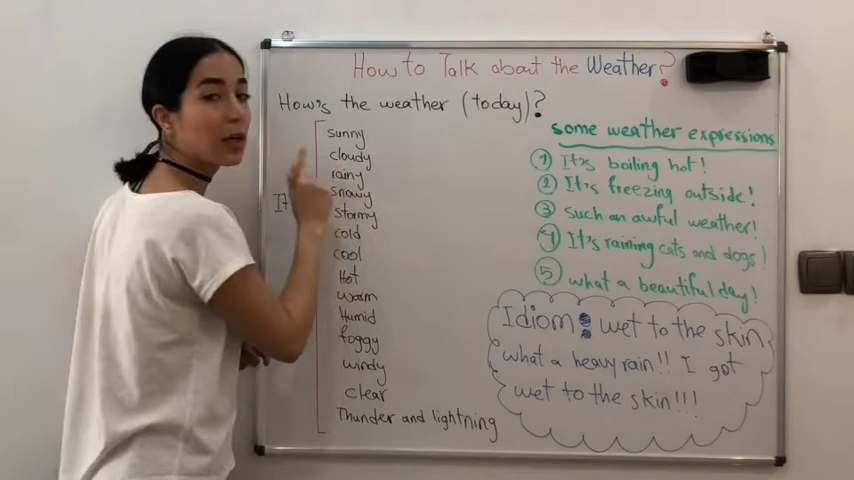 How to Talk about the Weather?
How's the weather (today)?
sunny
cloudy
rainy
snowy
It
stormy
cold
cool
Hot
warm
Humid
foggy
windy
clear
Thunder and lightning
some weather expressions
1 It's boiling hot!
2 It's freezing outside!
3 such an awful weather!
4 It's raining cats and dogs!
5 what a beautiful day!
Idiom: wet to the skin
what a heavy rain!! I got
wet to the skin!!!